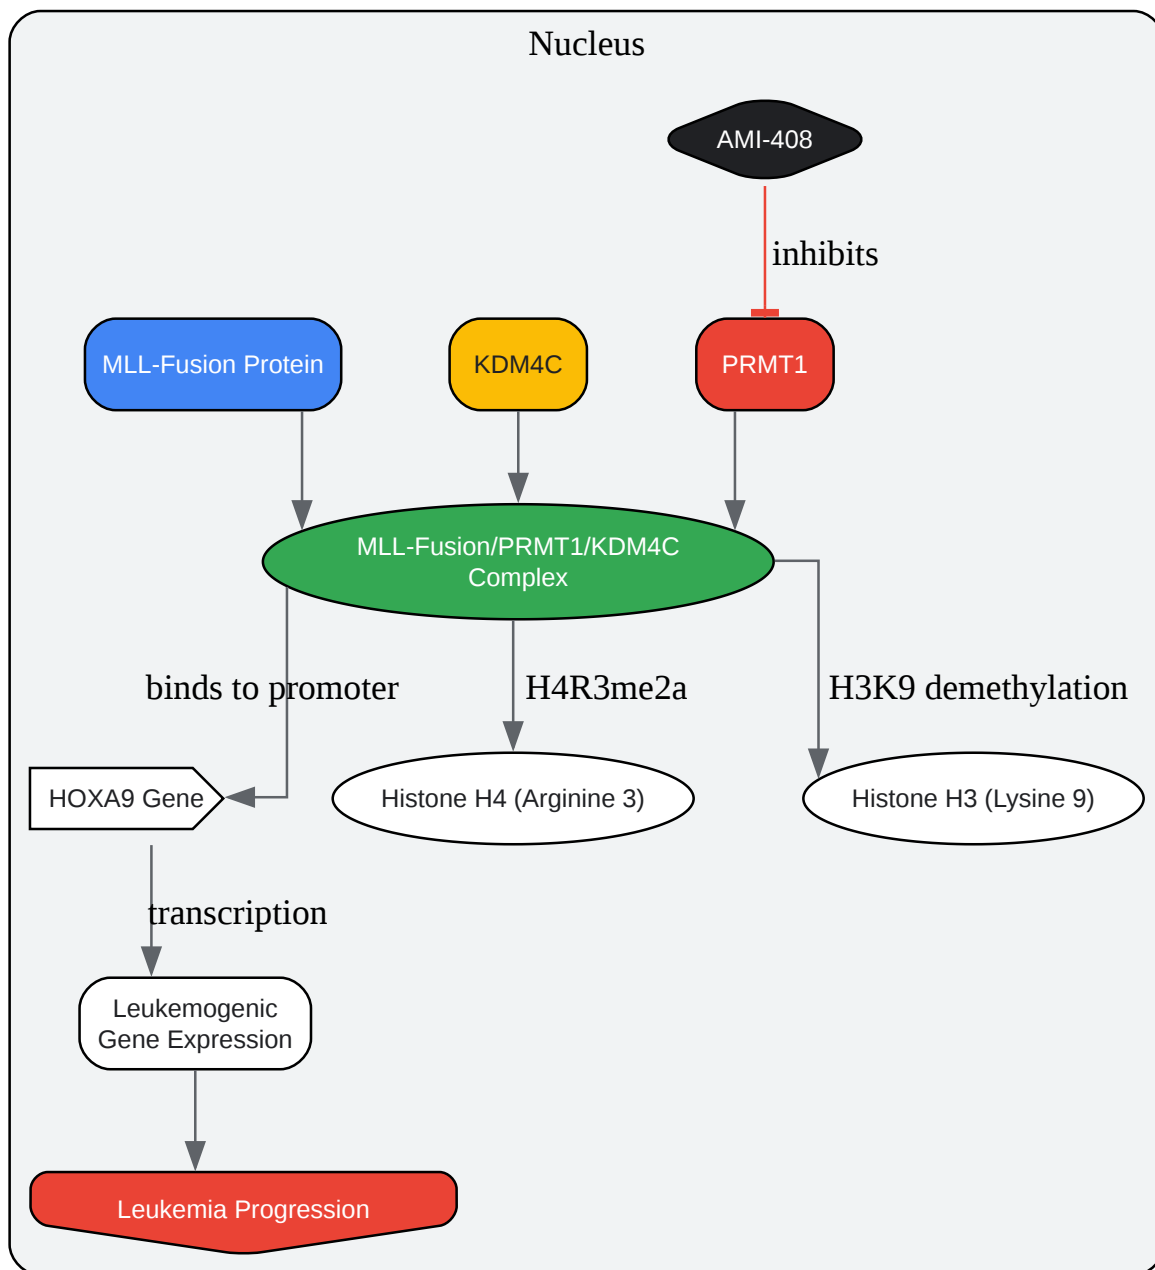 Nucleus
AMI-408
inhibits
MLL-Fusion Protein
KDM4C
PRMT1
MLL-Fusion/PRMT1/KDM4C
Complex
binds to promoter
H4R3me2a
H3K9 demethylation
HOXA9 Gene
Histone H4 (Arginine 3)
Histone H3 (Lysine 9)
transcription
Leukemogenic
Gene Expression
Leukemia Progression